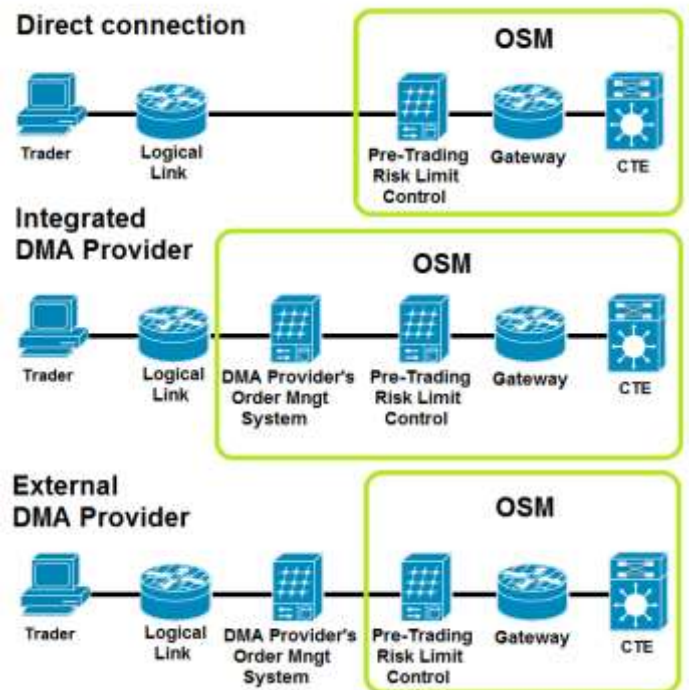 Direct connection
OSM
Trader
Logical
Link
Pre-Trading
Risk Limit
Control
Gateway
CTE
Integrated
DMA Provider
OSM
Trader
Logical
Link
DMA Provider's
Order Mngt
System
Pre-Trading
Risk Limit
Control
Gateway
CTE
External
DMA Provider
OSM
Trader
Logical
Link
DMA Provider's
Order Mngt
System
Pre-Trading
Risk Limit
Control
Gateway
CTE